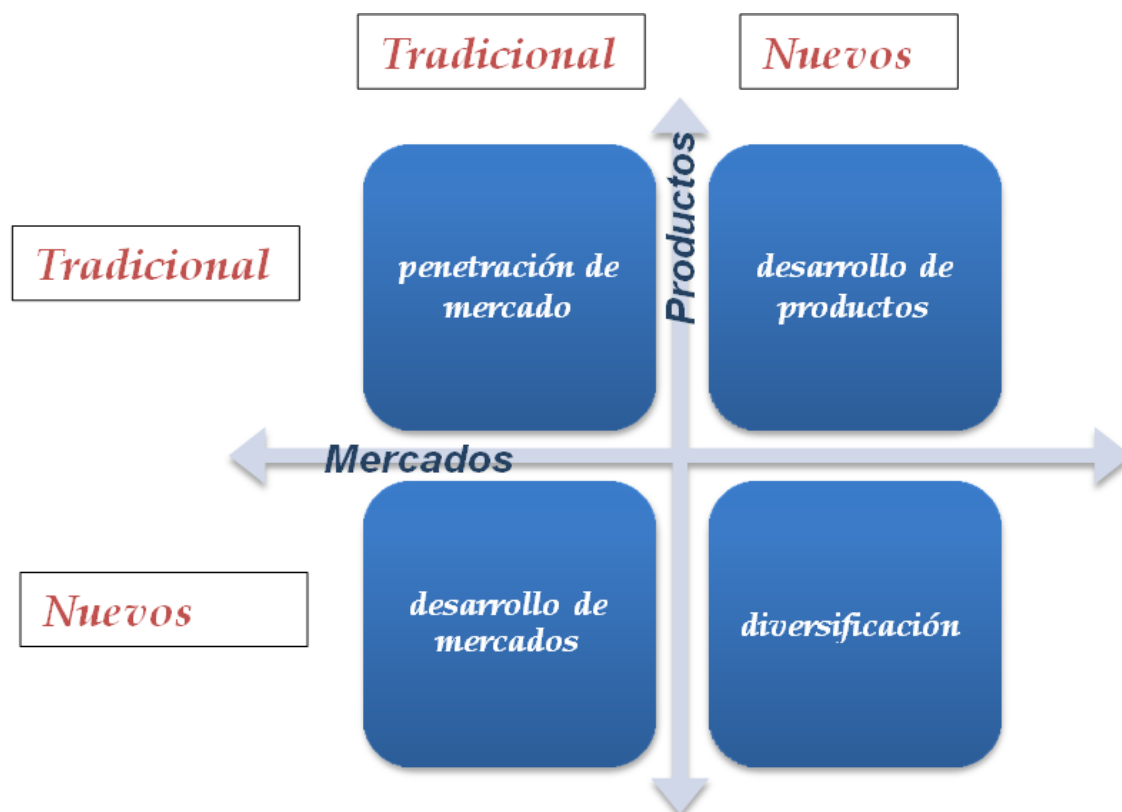 Tradicional
Nuevos
Productos
Tradicional
penetración de
mercado
desarrollo de
productos
Mercados
Nuevos
desarrollo de
mercados
diversificación